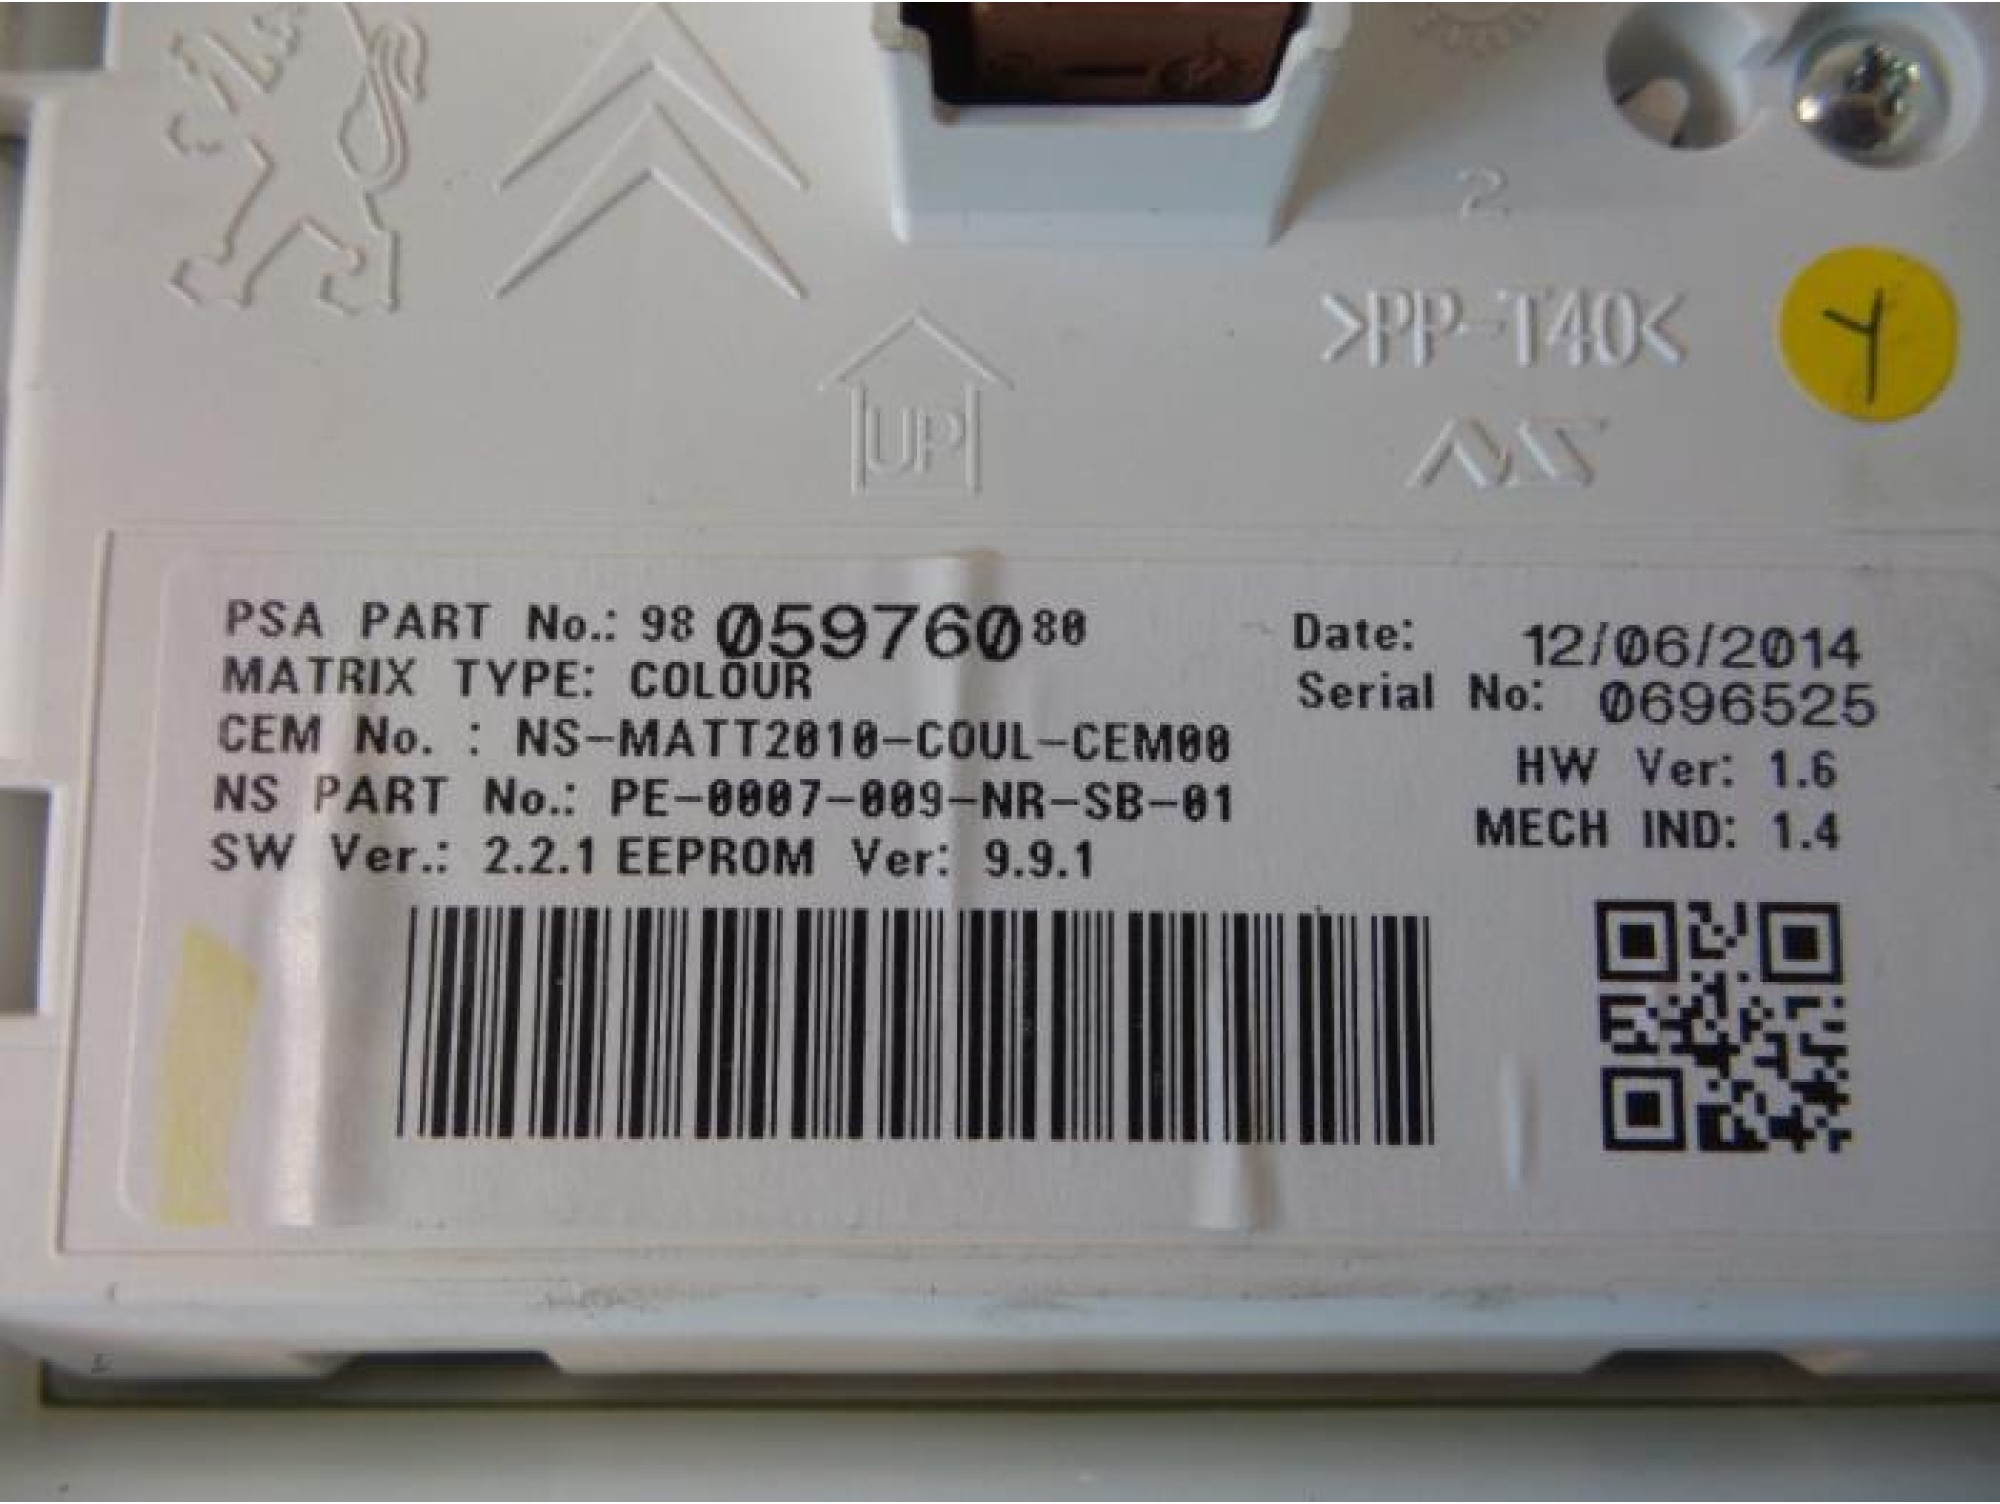 2
>PP-T40<
Y
UP
NS
PSA PART No.: 98 059760 80
Date: 12/06/2014
MATRIX TYPE: COLOUR
Serial No: 0696525
CEM No. : NS-MATT2010-COUL-CEM00
HW Ver: 1.6
NS PART No.: PE-0007-009-NR-SB-01
MECH IND: 1.4
SW Ver.: 2.2.1 EEPROM Ver: 9.9.1